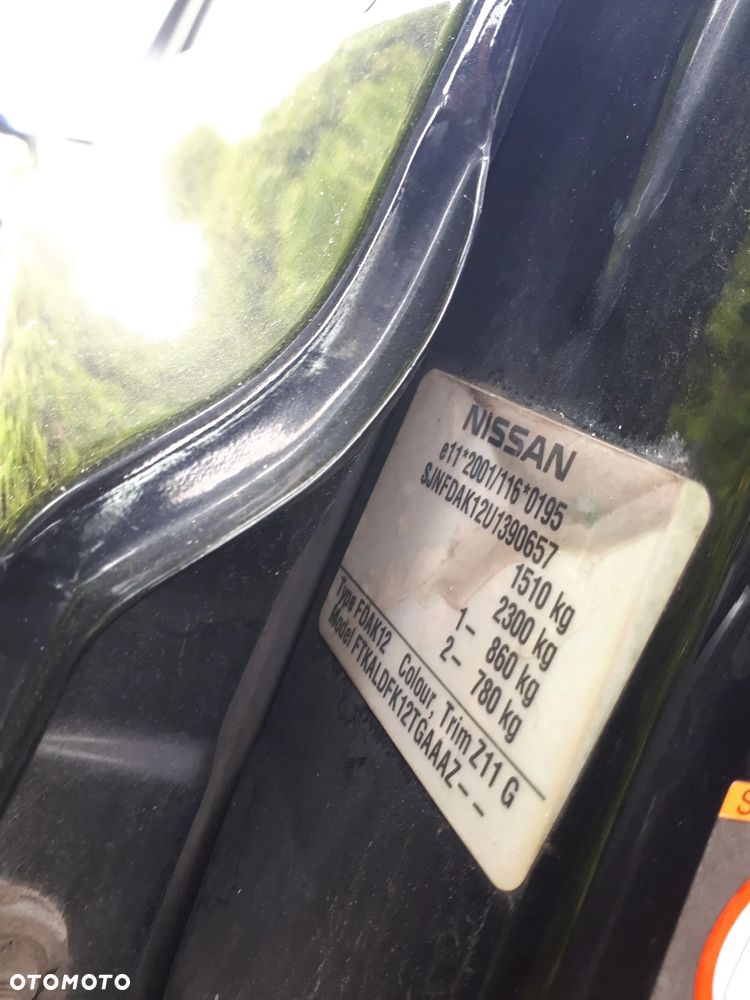 NISSAN
e11*2001/116*0195
SJNFDAK12U1390657
1510 kg
2300 kg
1- 860 kg
2- 780 kg
Type FDAK12 Colour, Trim Z11 G
Model FTKALDFK12TGAAAZ--
S
OTOMOTO